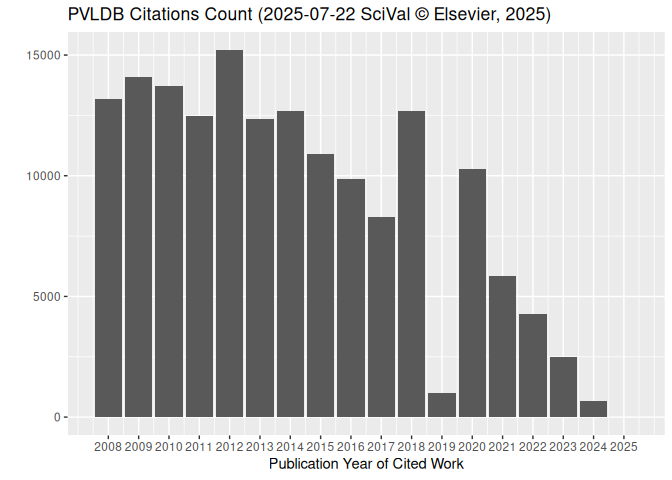 PVLDB Citations Count (2025-07-22 SciVal © Elsevier, 2025)
15000
10000
5000
0
2008 2009 2010 2011 2012 2013 2014 2015 2016 2017 2018 2019 2020 2021 2022 2023 2024 2025
Publication Year of Cited Work